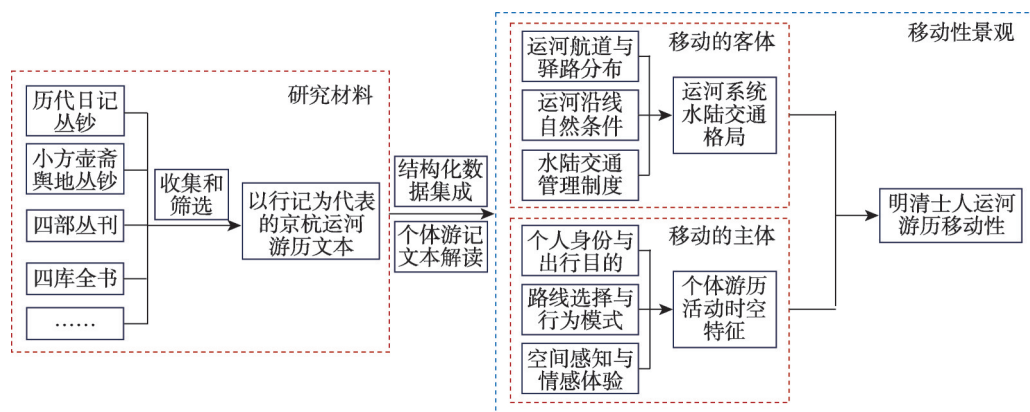 研究材料
历代日记
丛钞
小方壶斋
舆地丛钞
四部丛刊
四库全书
……
收集和
筛选
以行记为代表
的京杭运河
游历文本
结构化数
据集成
个体游记
文本解读
移动性景观
移动的客体
运河航道与
驿路分布
运河沿线
自然条件
水陆交通
管理制度
运河系统
水陆交通
格局
移动的主体
个人身份与
出行目的
路线选择与
行为模式
空间感知与
情感体验
个体游历
活动时空
特征
明清士人运河
游历移动性